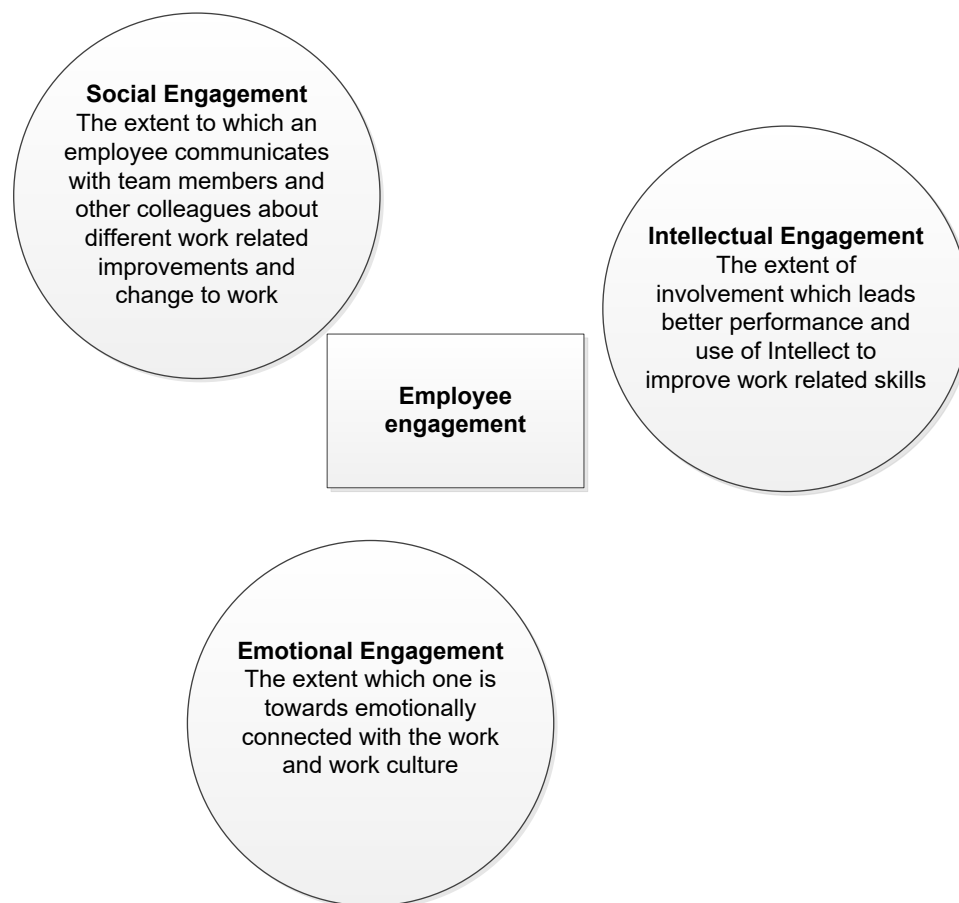 Social Engagement
The extent to which an
employee communicates
with team members and
other colleagues about
different work related
improvements and
change to work
Intellectual Engagement
The extent of
involvement which leads
better performance and
use of Intellect to
improve work related skills
Employee
engagement
Emotional Engagement
The extent which one is
towards emotionally
connected with the work
and work culture